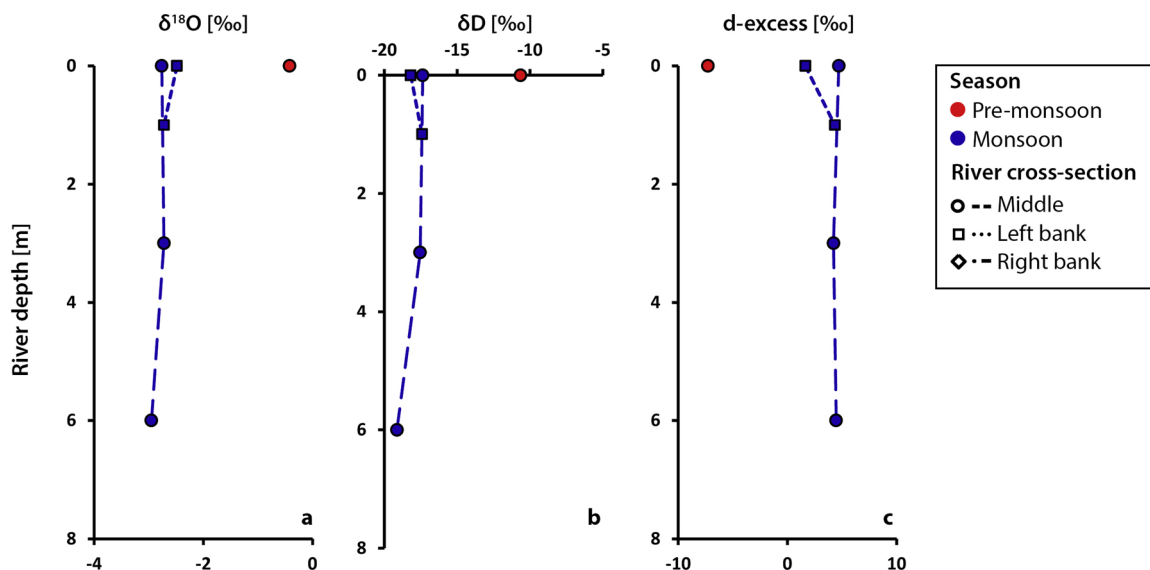 δ¹⁸O [‰]
0
2
4
6
8
-4
-2
0
River depth [m]
a
δD [‰]
-20
-15
-10
-5
0
2
4
6
8
b
d-excess [‰]
0
2
4
6
8
-10
0
10
c
Season
Pre-monsoon
Monsoon
River cross-section
Middle
Left bank
Right bank